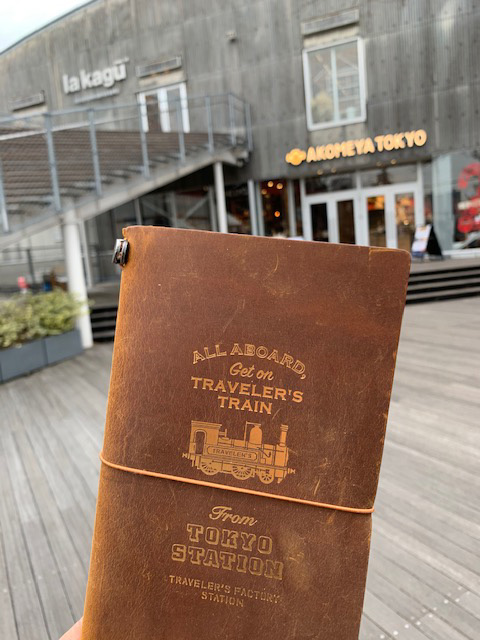 la kagū
AKOMEYA TOKYO
ALL ABOARD,
Get on
TRAVELER'S
TRAIN
TRAVELER'S
From
TOKYO
STATION
TRAVELER'S FACTORY
STATION